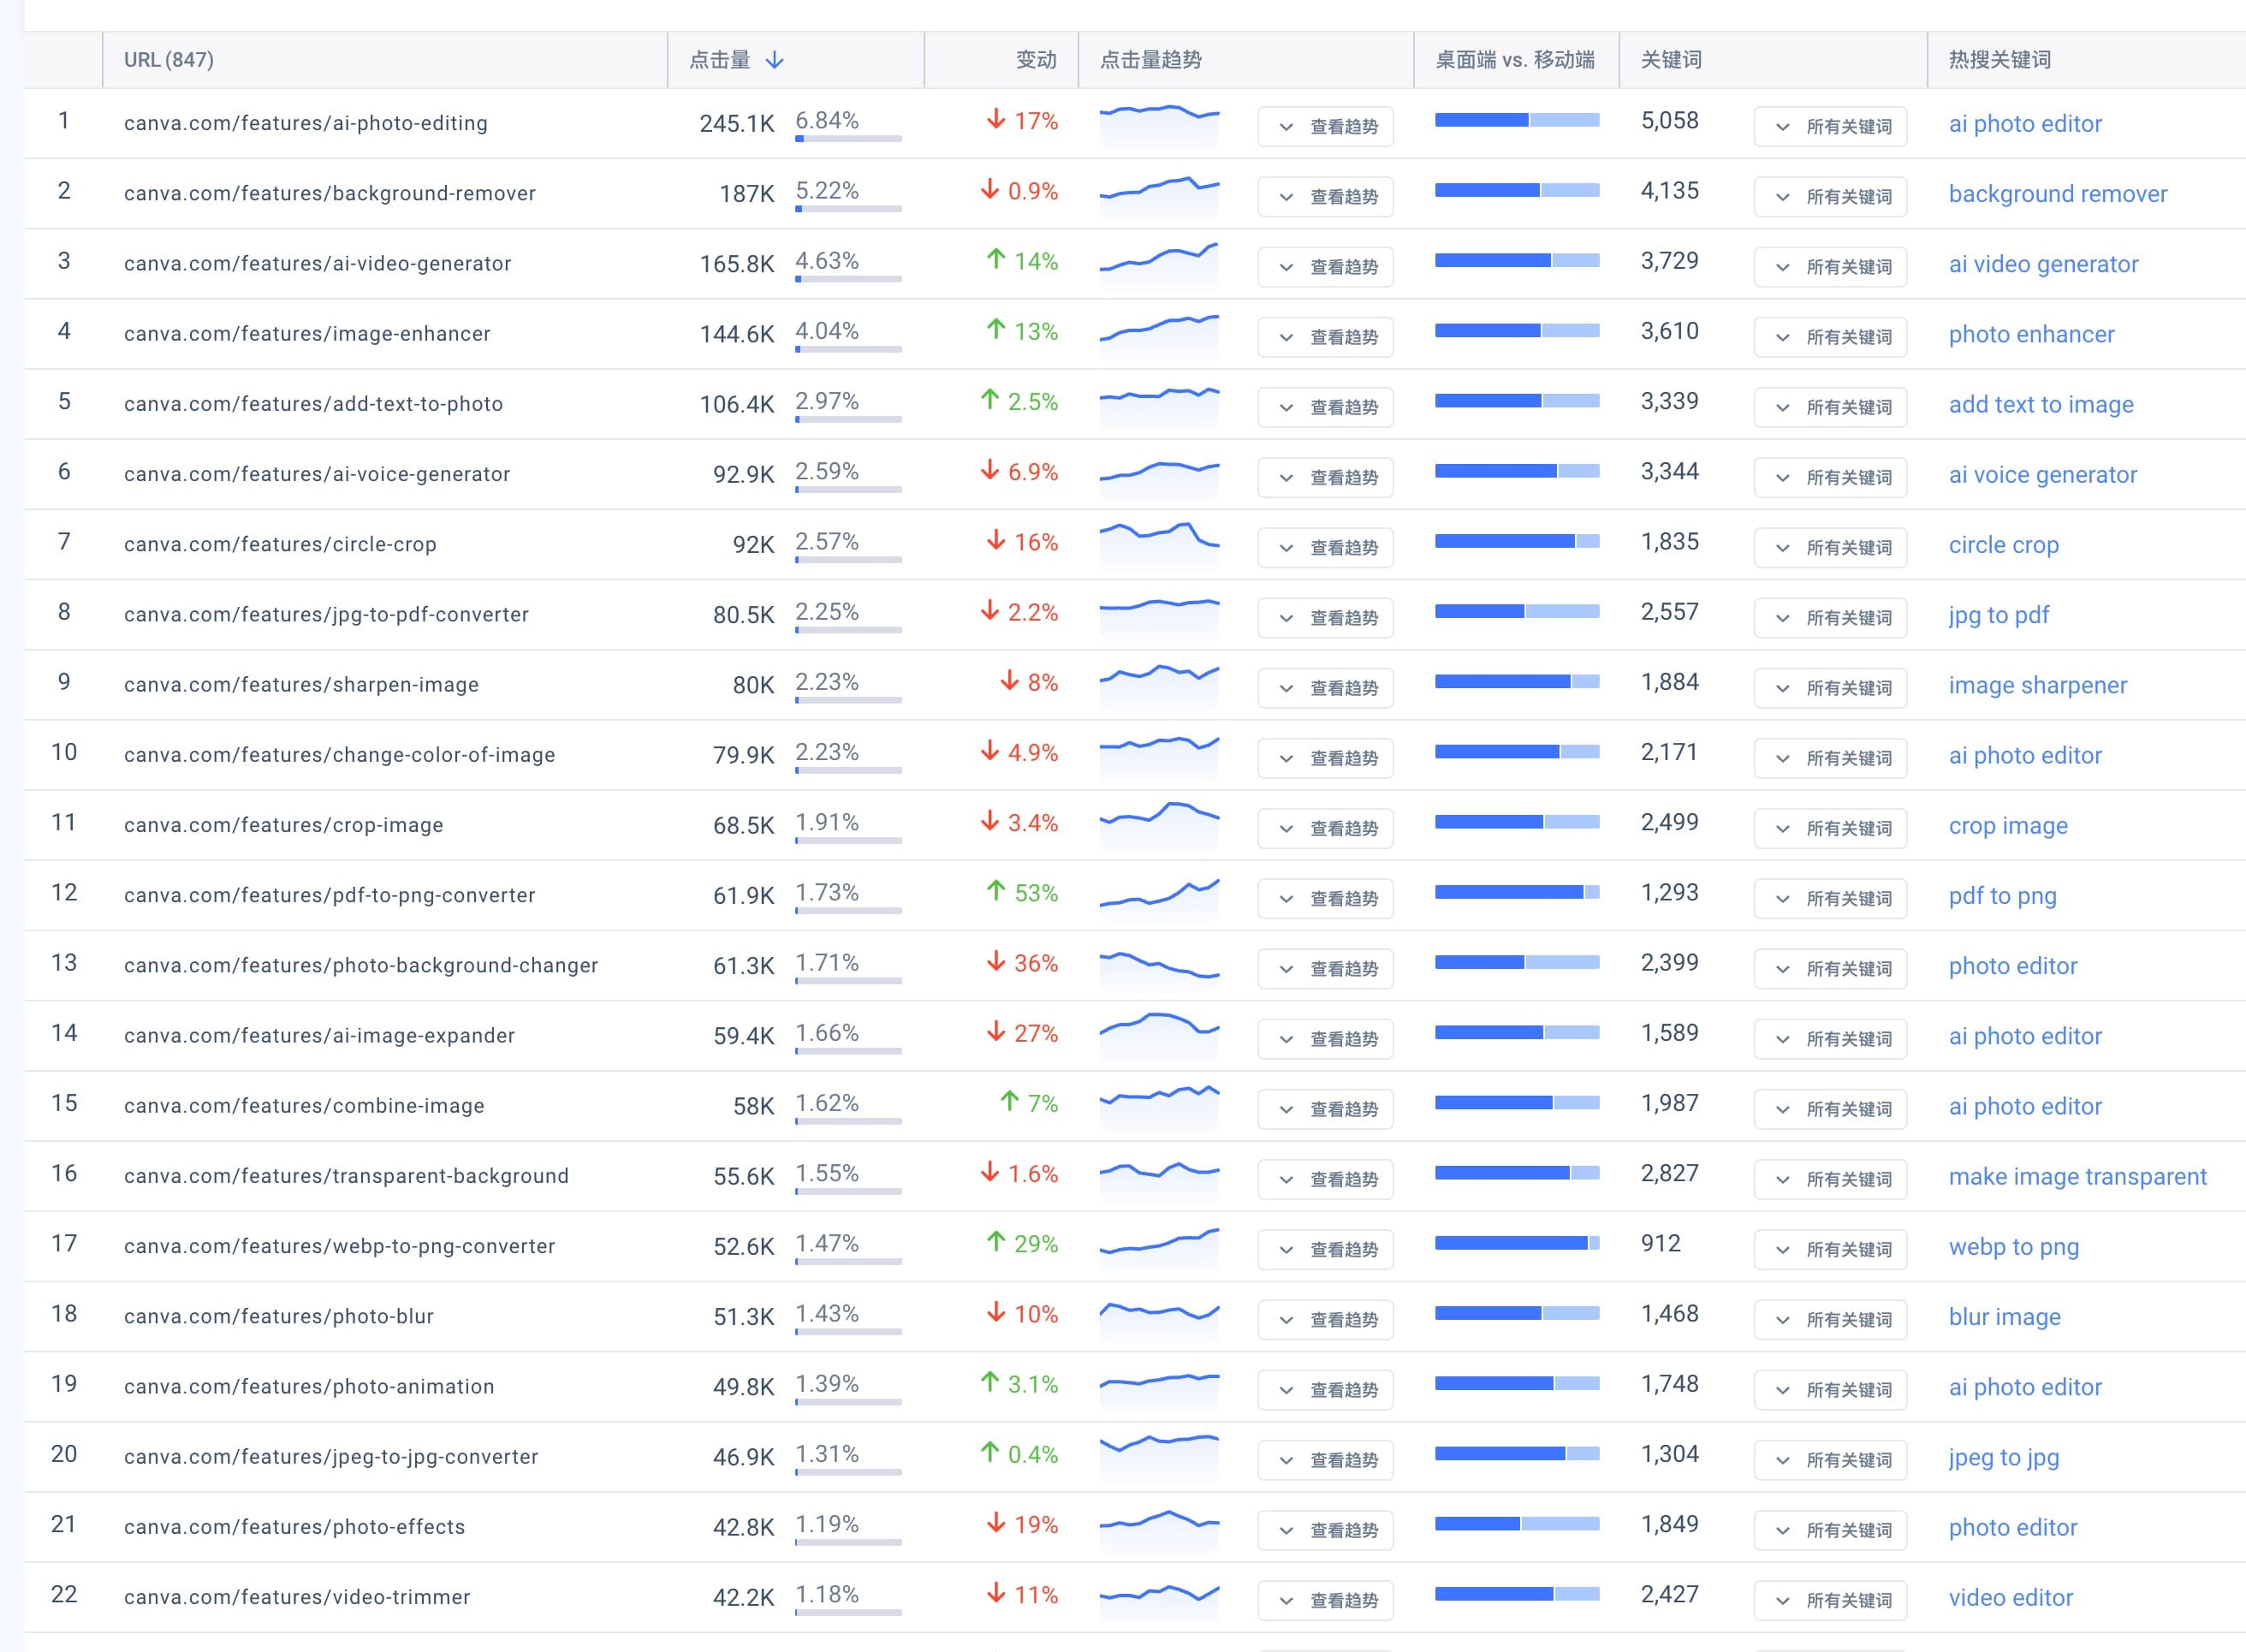 URL (847) 点击量 变动 点击量趋势 桌面端 vs. 移动端 关键词 热搜关键词
1 canva.com/features/ai-photo-editing 245.1K 6.84% 17% 查看趋势 5,058 所有关键词 ai photo editor
2 canva.com/features/background-remover 187K 5.22% 0.9% 查看趋势 4,135 所有关键词 background remover
3 canva.com/features/ai-video-generator 165.8K 4.63% 14% 查看趋势 3,729 所有关键词 ai video generator
4 canva.com/features/image-enhancer 144.6K 4.04% 13% 查看趋势 3,610 所有关键词 photo enhancer
5 canva.com/features/add-text-to-photo 106.4K 2.97% 2.5% 查看趋势 3,339 所有关键词 add text to image
6 canva.com/features/ai-voice-generator 92.9K 2.59% 6.9% 查看趋势 3,344 所有关键词 ai voice generator
7 canva.com/features/circle-crop 92K 2.57% 16% 查看趋势 1,835 所有关键词 circle crop
8 canva.com/features/jpg-to-pdf-converter 80.5K 2.25% 2.2% 查看趋势 2,557 所有关键词 jpg to pdf
9 canva.com/features/sharpen-image 80K 2.23% 8% 查看趋势 1,884 所有关键词 image sharpener
10 canva.com/features/change-color-of-image 79.9K 2.23% 4.9% 查看趋势 2,171 所有关键词 ai photo editor
11 canva.com/features/crop-image 68.5K 1.91% 3.4% 查看趋势 2,499 所有关键词 crop image
12 canva.com/features/pdf-to-png-converter 61.9K 1.73% 53% 查看趋势 1,293 所有关键词 pdf to png
13 canva.com/features/photo-background-changer 61.3K 1.71% 36% 查看趋势 2,399 所有关键词 photo editor
14 canva.com/features/ai-image-expander 59.4K 1.66% 27% 查看趋势 1,589 所有关键词 ai photo editor
15 canva.com/features/combine-image 58K 1.62% 7% 查看趋势 1,987 所有关键词 ai photo editor
16 canva.com/features/transparent-background 55.6K 1.55% 1.6% 查看趋势 2,827 所有关键词 make image transparent
17 canva.com/features/webp-to-png-converter 52.6K 1.47% 29% 查看趋势 912 所有关键词 webp to png
18 canva.com/features/photo-blur 51.3K 1.43% 10% 查看趋势 1,468 所有关键词 blur image
19 canva.com/features/photo-animation 49.8K 1.39% 3.1% 查看趋势 1,748 所有关键词 ai photo editor
20 canva.com/features/jpeg-to-jpg-converter 46.9K 1.31% 0.4% 查看趋势 1,304 所有关键词 jpeg to jpg
21 canva.com/features/photo-effects 42.8K 1.19% 19% 查看趋势 1,849 所有关键词 photo editor
22 canva.com/features/video-trimmer 42.2K 1.18% 11% 查看趋势 2,427 所有关键词 video editor